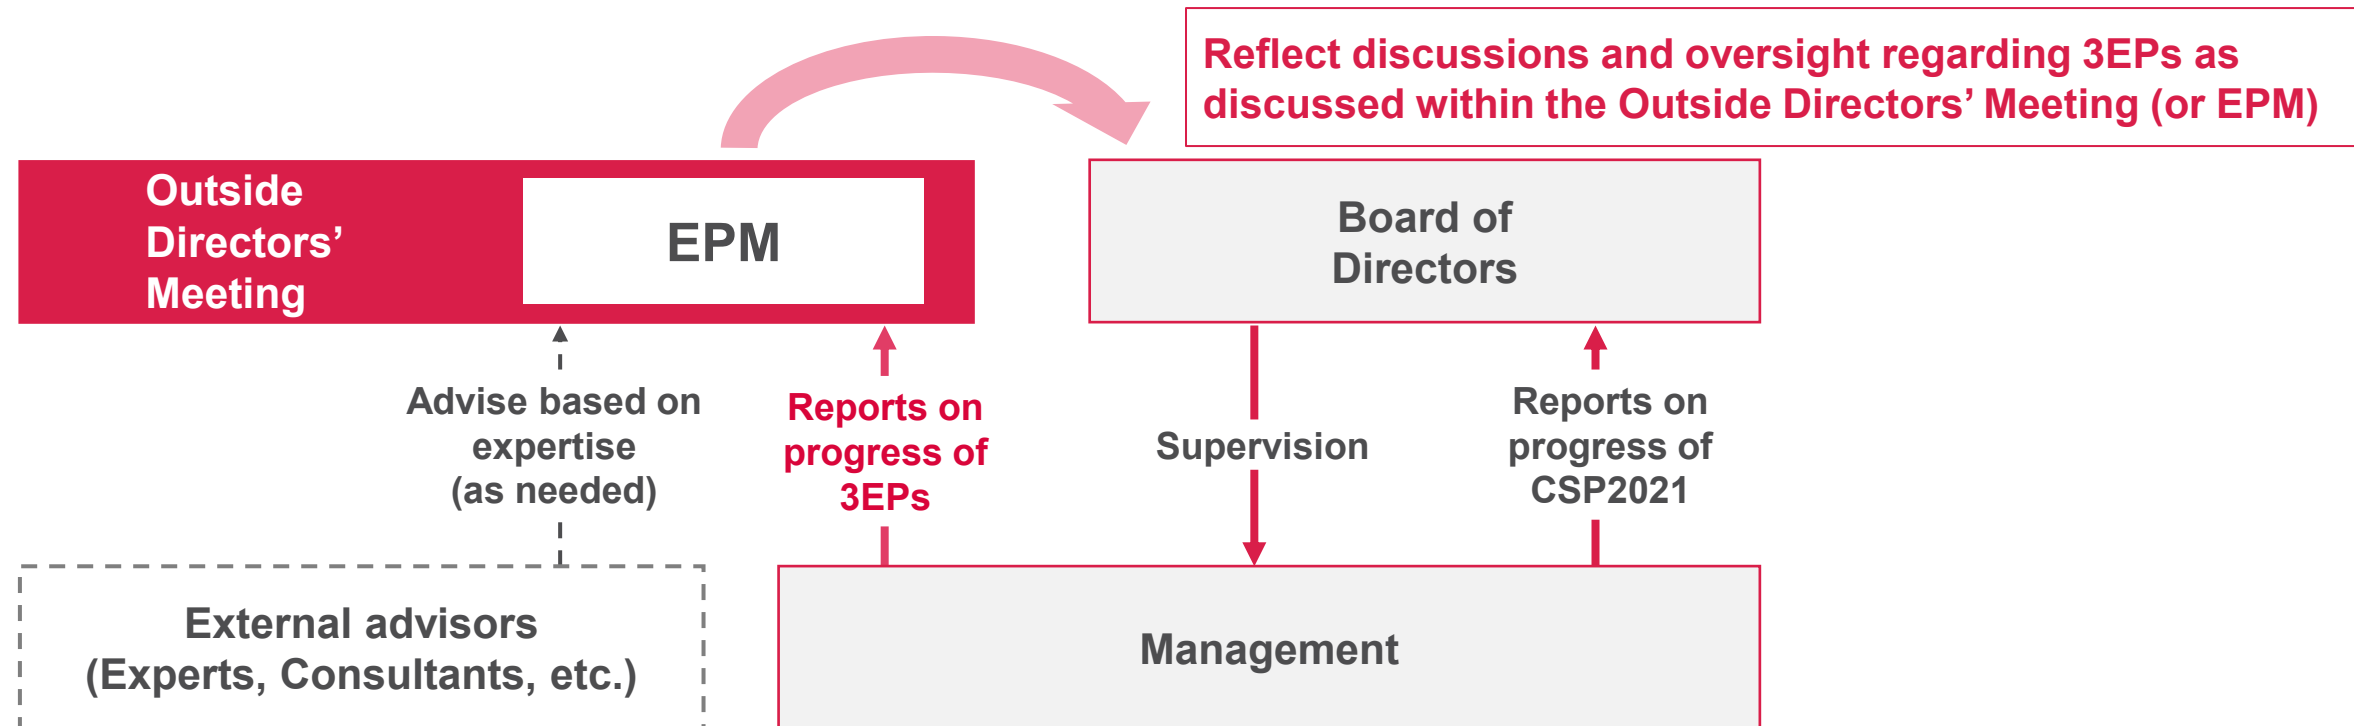 Reflect discussions and oversight regarding 3EPs as
discussed within the Outside Directors’ Meeting (or EPM)
Outside
Directors’
Meeting
EPM
Board of
Directors
Advise based on
expertise
(as needed)
Reports on
progress of
3EPs
Supervision
Reports on
progress of
CSP2021
External advisors
(Experts, Consultants, etc.)
Management